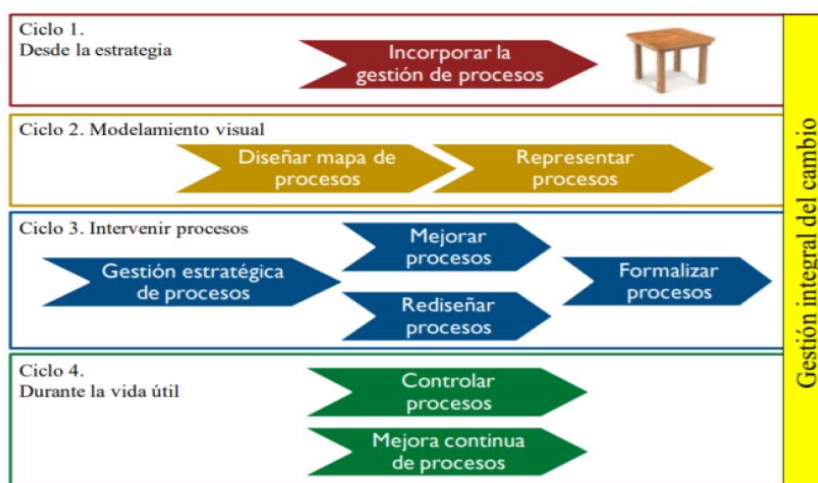 Ciclo 1.
Desde la estrategia
Incorporar la
gestión de procesos
Ciclo 2. Modelamiento visual
Diseñar mapa de
procesos
Representar
procesos
Ciclo 3. Intervenir procesos
Gestión estratégica
de procesos
Mejorar
procesos
Rediseñar
procesos
Formalizar
procesos
Ciclo 4.
Durante la vida útil
Controlar
procesos
Mejora continua
de procesos
Gestión integral del cambio